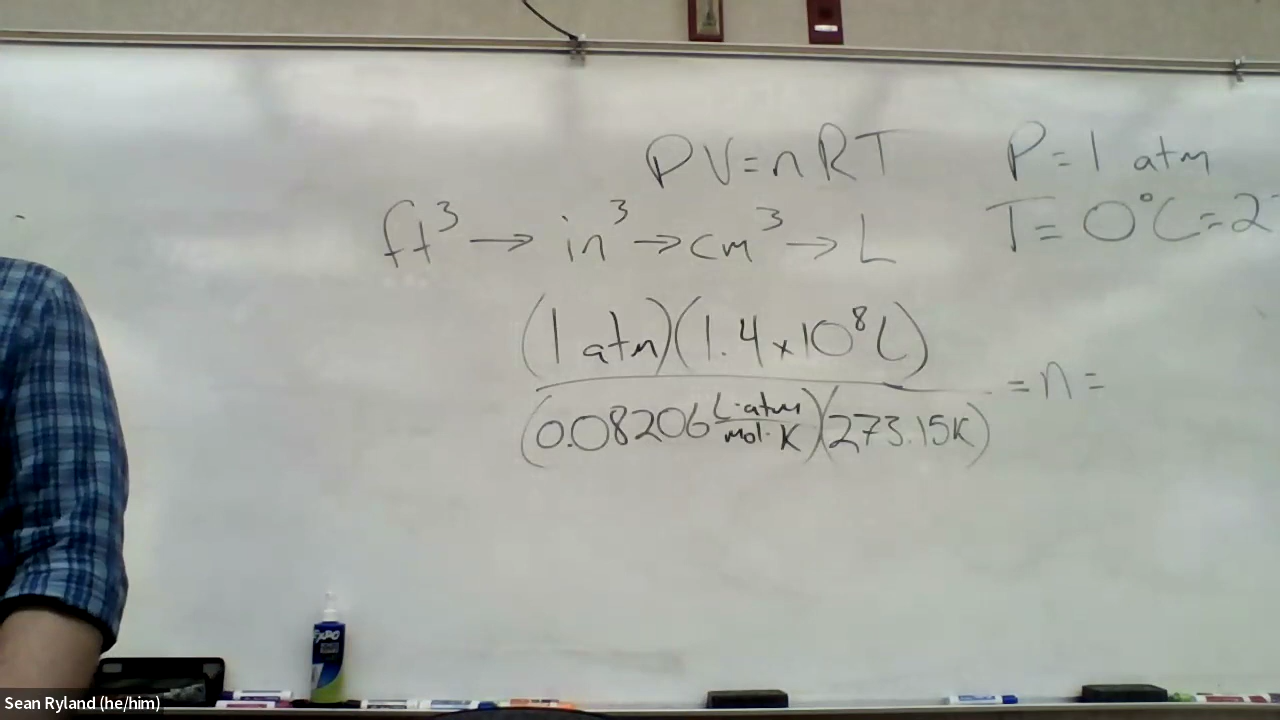 PV=nRT
P=1 atm
ft³ → in³ → cm³ → L
T=0°C=2
(1 atm)(1.4×10⁸ L)
(0.08206 L·atm/mol·K)(273.15K)
=n=
EXPO
Sean Ryland (he/him)